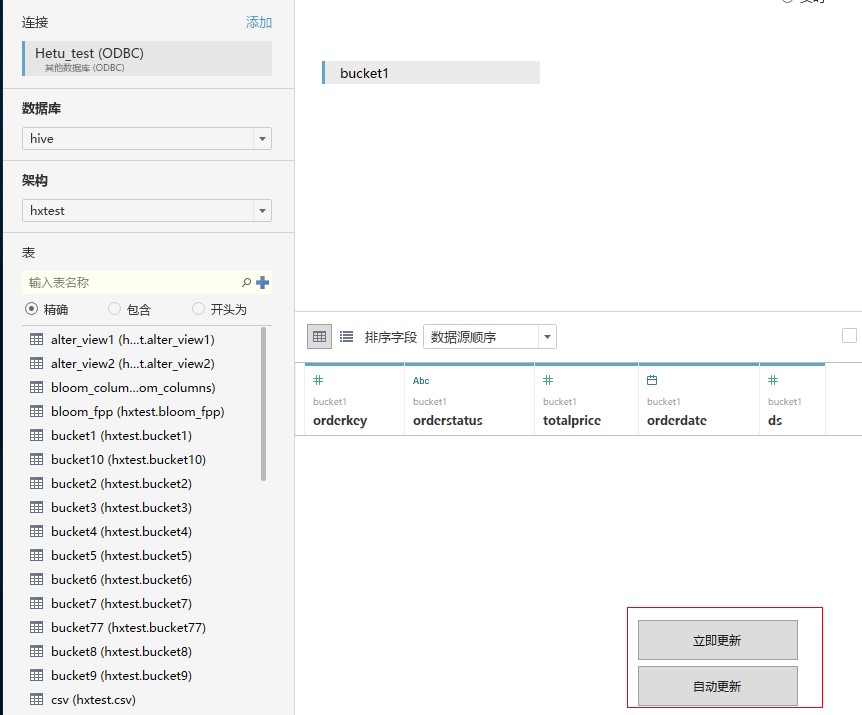 连接 添加
Hetu_test (ODBC)
其他数据库 (ODBC)
数据库
hive
架构
hxtest
表
输入表名称
精确 包含 开头为
alter_view1 (h...t.alter_view1)
alter_view2 (h...t.alter_view2)
bloom_colum...om_columns)
bloom_fpp (hxtest.bloom_fpp)
bucket1 (hxtest.bucket1)
bucket10 (hxtest.bucket10)
bucket2 (hxtest.bucket2)
bucket3 (hxtest.bucket3)
bucket4 (hxtest.bucket4)
bucket5 (hxtest.bucket5)
bucket6 (hxtest.bucket6)
bucket7 (hxtest.bucket7)
bucket77 (hxtest.bucket77)
bucket8 (hxtest.bucket8)
bucket9 (hxtest.bucket9)
csv (hxtest.csv)
bucket1
排序字段 数据源顺序
Abc
bucket1 bucket1 bucket1 bucket1 bucket1
orderkey orderstatus totalprice orderdate ds
立即更新
自动更新